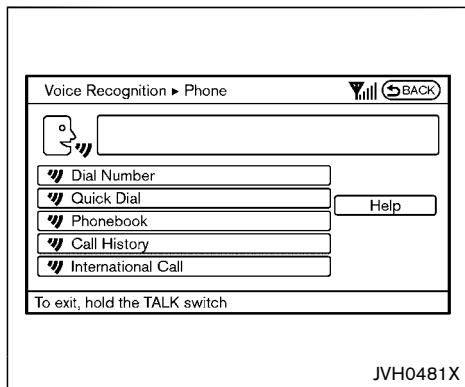 Voice Recognition ▸ Phone BACK
Dial Number
Quick Dial
Help
Phonebook
Call History
International Call
To exit, hold the TALK switch
JVH0481X